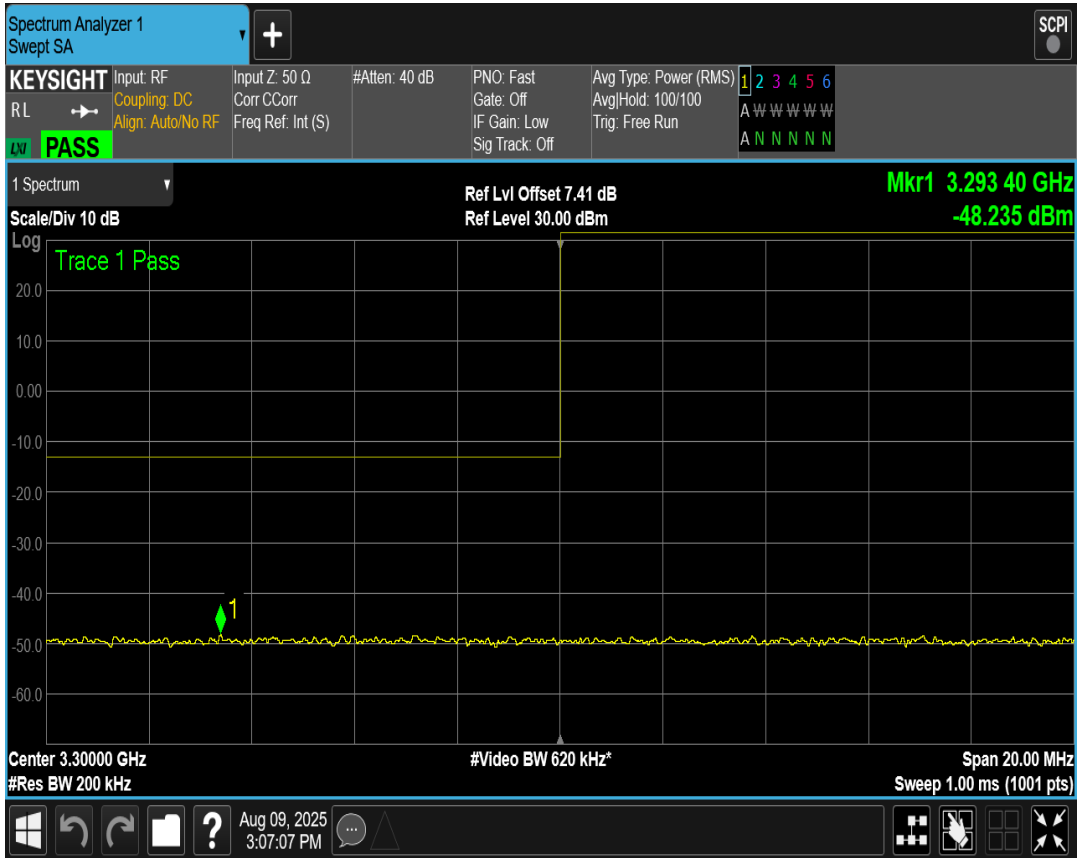 Spectrum Analyzer 1
Swept SA
+
SCPI
KEYSIGHT
R L
LXI
PASS
Input: RF
Coupling: DC
Align: Auto/No RF
Input Z: 50 Ω
Corr CCorr
Freq Ref: Int (S)
#Atten: 40 dB
PNO: Fast
Gate: Off
IF Gain: Low
Sig Track: Off
Avg Type: Power (RMS)
Avg|Hold: 100/100
Trig: Free Run
1 2 3 4 5 6
A W W W W W
A N N N N N
1 Spectrum
Scale/Div 10 dB
Ref Lvl Offset 7.41 dB
Ref Level 30.00 dBm
Mkr1 3.293 40 GHz
-48.235 dBm
Log
Trace 1 Pass
20.0
10.0
0.00
-10.0
-20.0
-30.0
-40.0
1
-50.0
-60.0
Center 3.30000 GHz
#Video BW 620 kHz*
Span 20.00 MHz
#Res BW 200 kHz
Sweep 1.00 ms (1001 pts)
?
Aug 09, 2025
3:07:07 PM